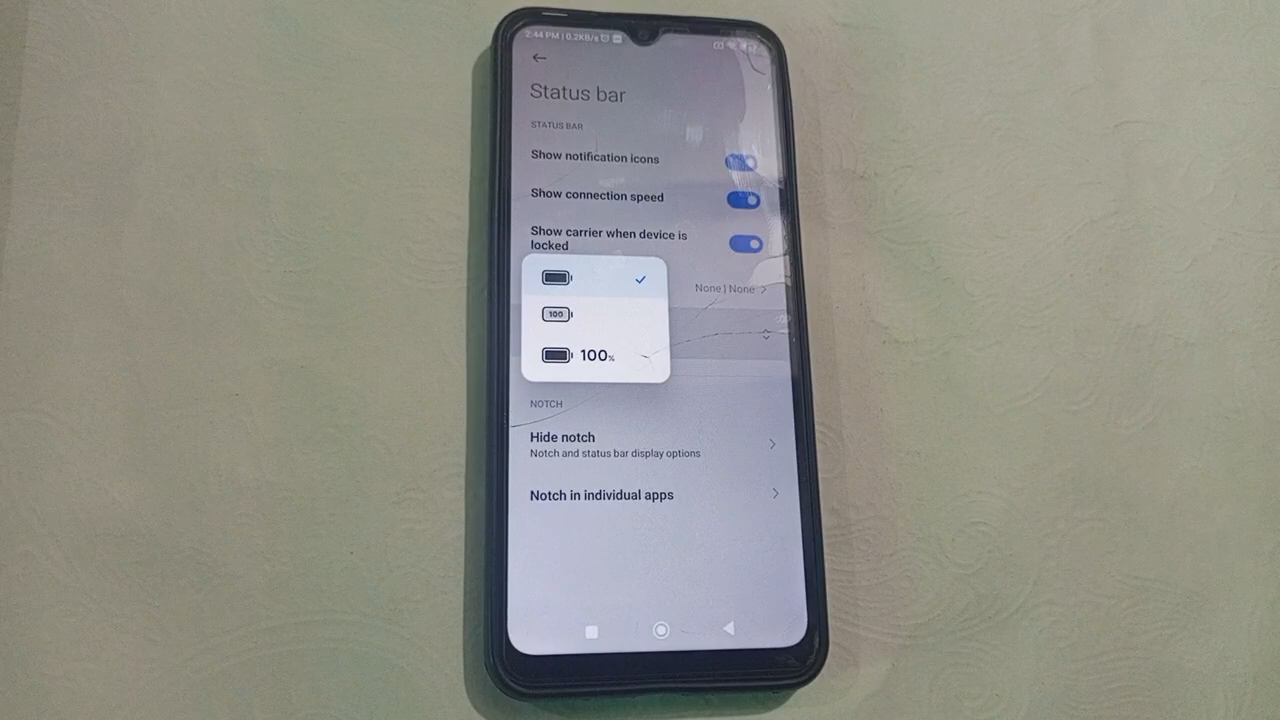 2:44 PM | 0.2KB/s
Status bar
STATUS BAR
Show notification icons
Show connection speed
Show carrier when device is
locked
None | None
100
100%
NOTCH
Hide notch
Notch and status bar display options
Notch in individual apps